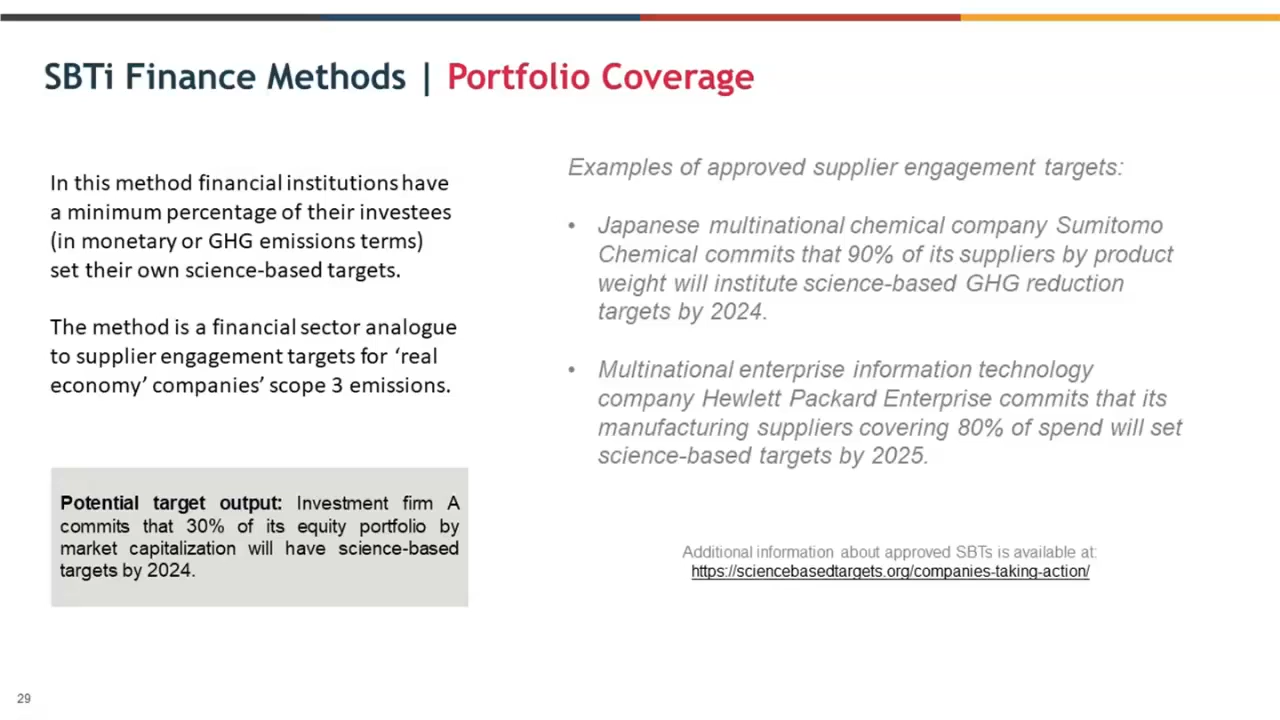 SBTi Finance Methods | Portfolio Coverage
In this method financial institutions have
a minimum percentage of their investees
(in monetary or GHG emissions terms)
set their own science-based targets.
The method is a financial sector analogue
to supplier engagement targets for ‘real
economy’ companies’ scope 3 emissions.
Potential target output: Investment firm A
commits that 30% of its equity portfolio by
market capitalization will have science-based
targets by 2024.
Examples of approved supplier engagement targets:
• Japanese multinational chemical company Sumitomo
Chemical commits that 90% of its suppliers by product
weight will institute science-based GHG reduction
targets by 2024.
• Multinational enterprise information technology
company Hewlett Packard Enterprise commits that its
manufacturing suppliers covering 80% of spend will set
science-based targets by 2025.
Additional information about approved SBTs is available at:
https://sciencebasedtargets.org/companies-taking-action/
29